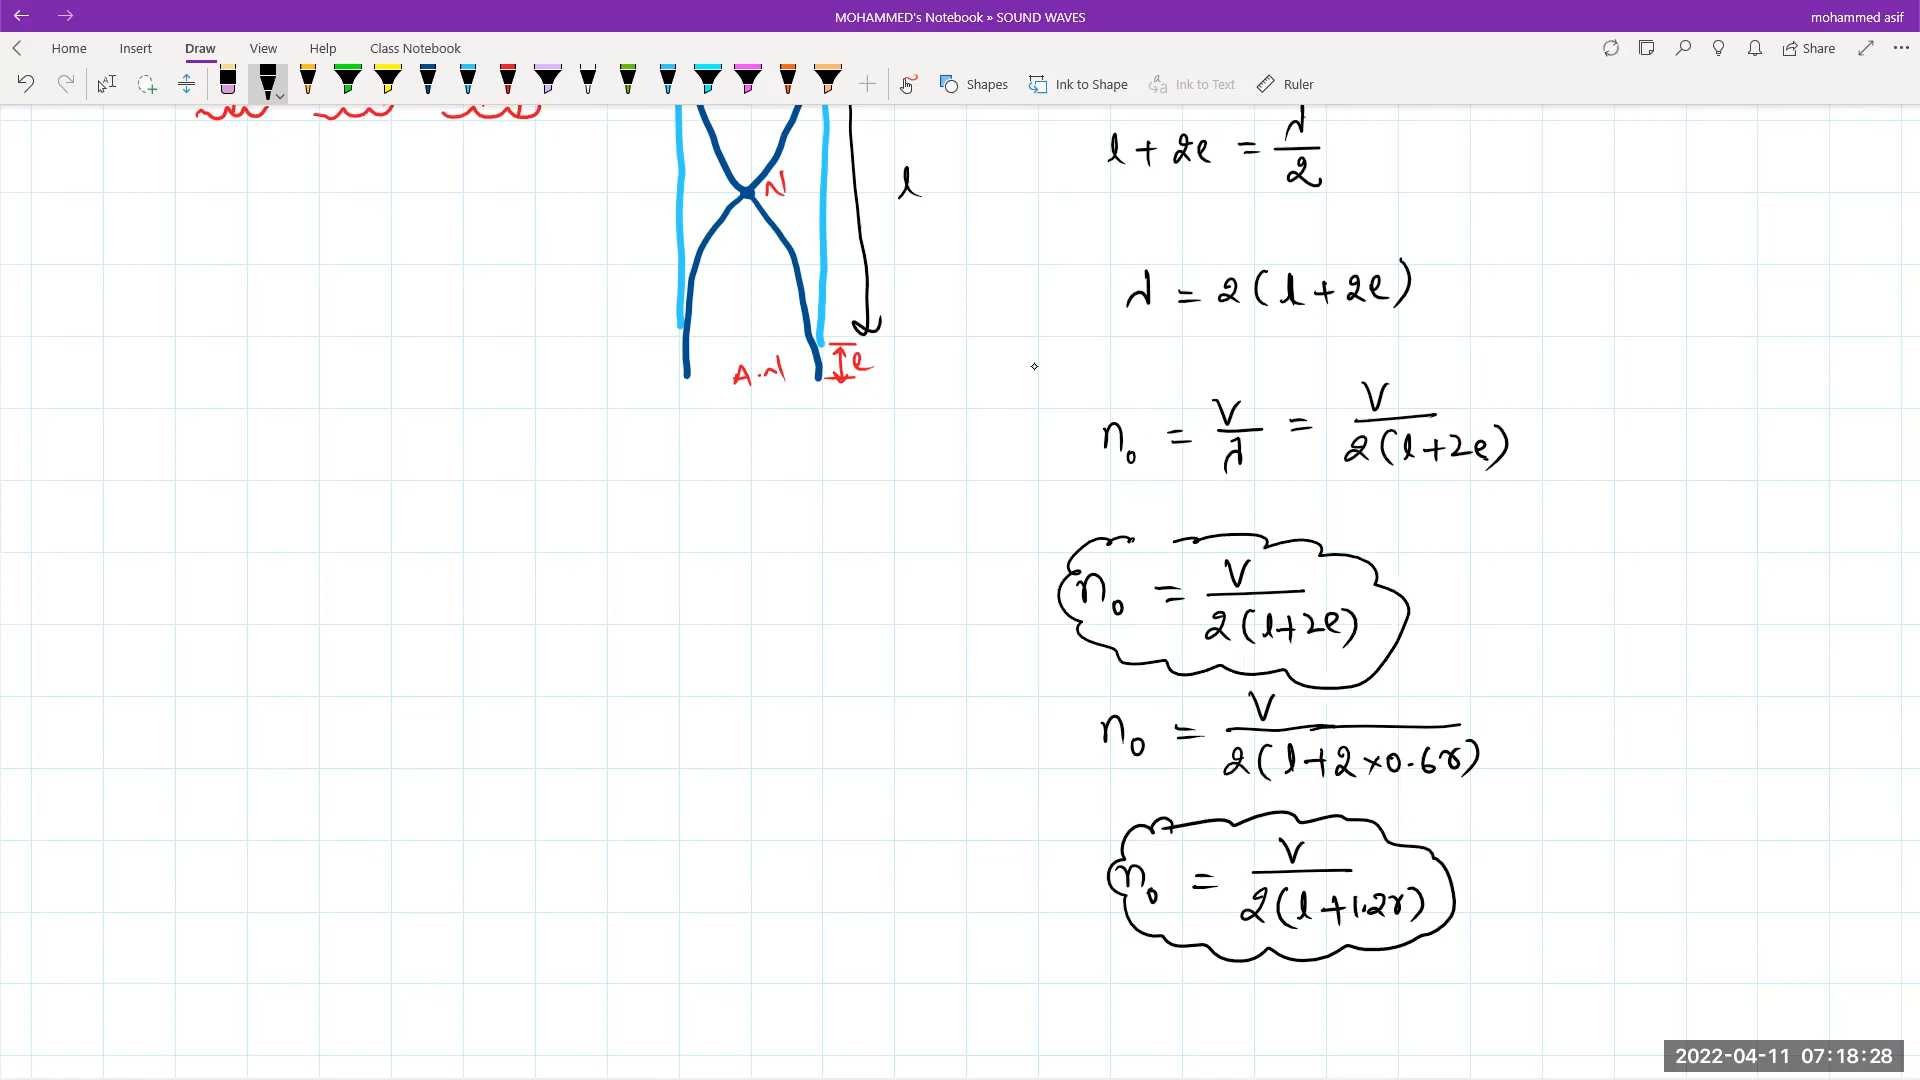 MOHAMMED's Notebook » SOUND WAVES
mohammed asif
Home Insert Draw View Help Class Notebook
Share
Shapes Ink to Shape Ink to Text Ruler
l + 2e = λ/2
N
l
λ = 2(l+2e)
A.N
e
n₀ = V/λ = V/2(l+2e)
n₀ = V/2(l+2e)
n₀ = V/2(l+2×0.6r)
n₀ = V/2(l+1.2r)
2022-04-11 07:18:28